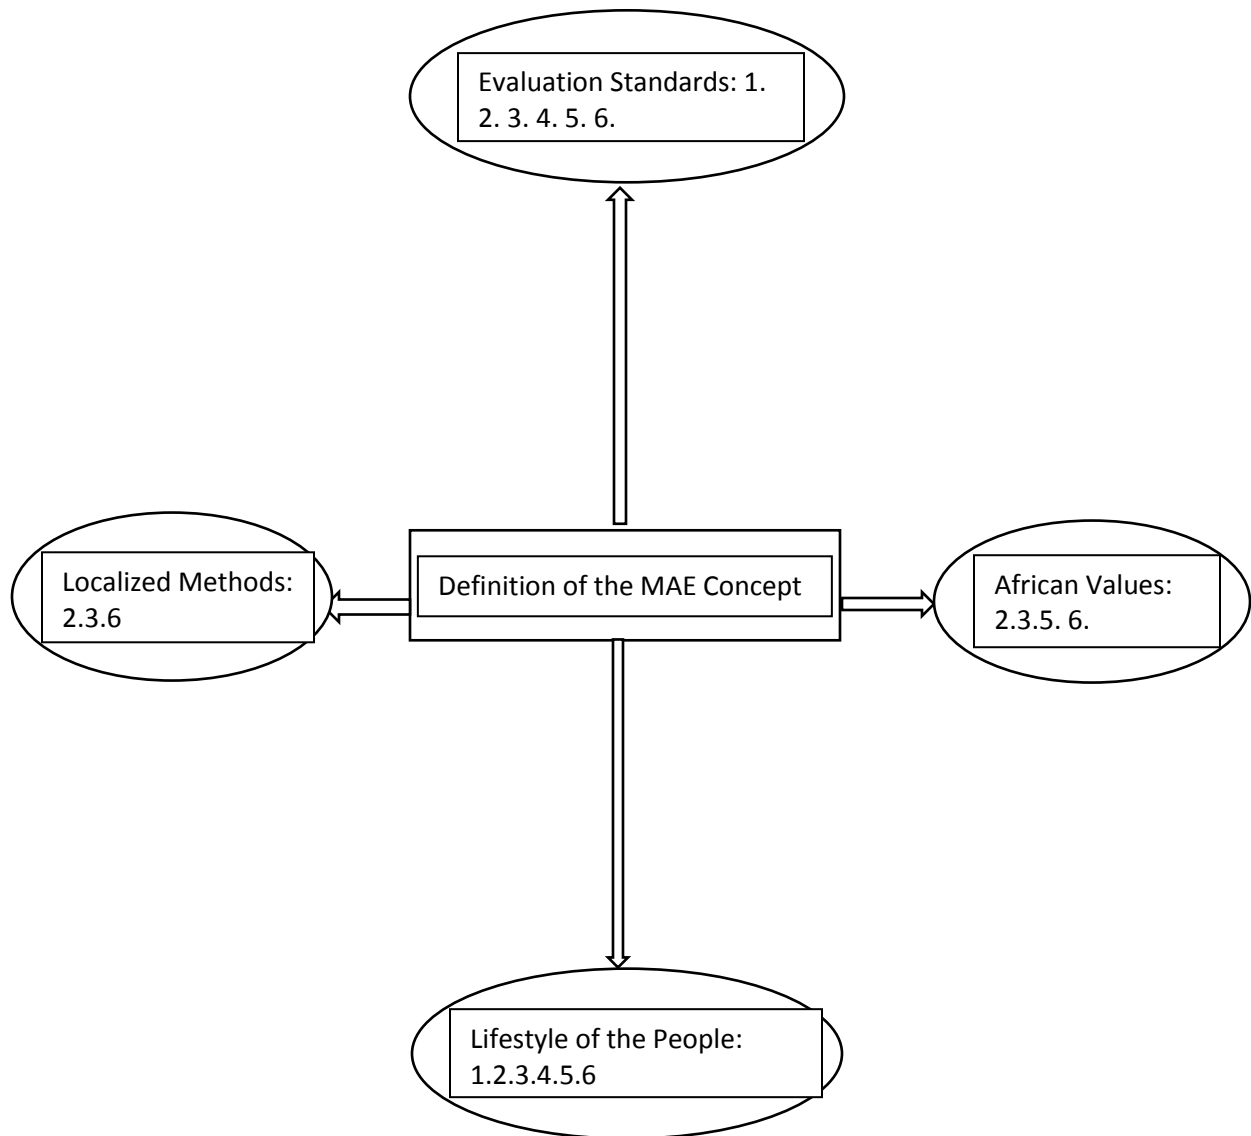 Evaluation Standards: 1.
2. 3. 4. 5. 6.
Localized Methods:
2.3.6
Definition of the MAE Concept
African Values:
2.3.5. 6.
Lifestyle of the People:
1.2.3.4.5.6